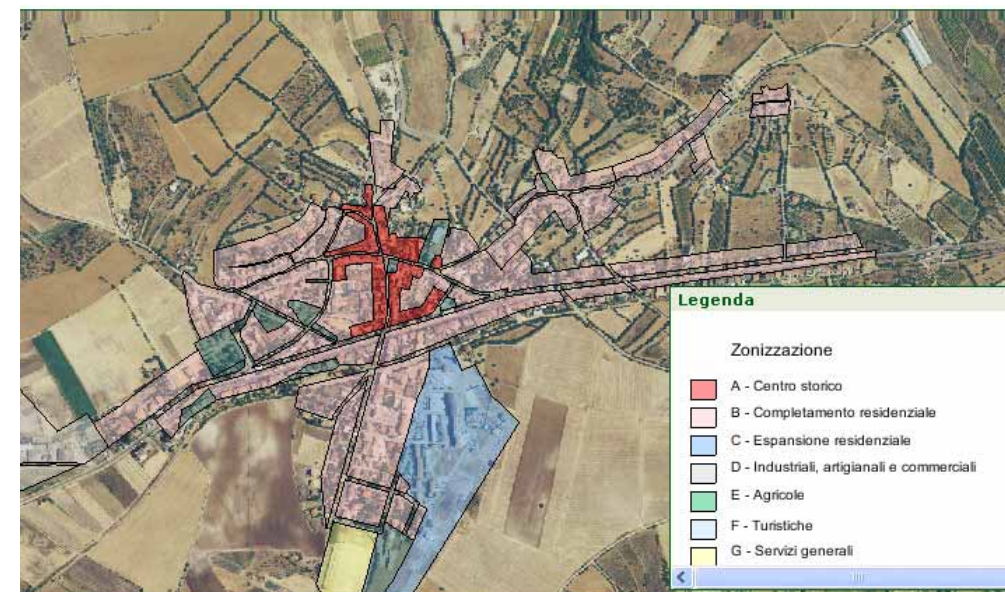 Legenda
Zonizzazione
A - Centro storico
B - Completamento residenziale
C - Espansione residenziale
D - Industriali, artigianali e commerciali
E - Agricole
F - Turistiche
G - Servizi generali